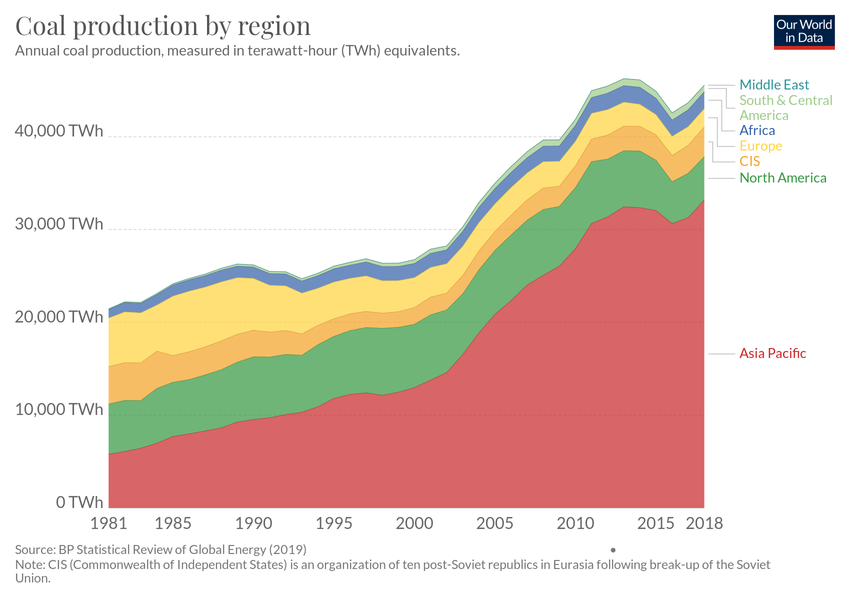 Coal production by region
Our World
in Data
Annual coal production, measured in terawatt-hour (TWh) equivalents.
Middle East
South & Central
America
Africa
Europe
CIS
North America
Asia Pacific
40,000 TWh
30,000 TWh
20,000 TWh
10,000 TWh
0 TWh
1981 1985 1990 1995 2000 2005 2010 2015 2018
Source: BP Statistical Review of Global Energy (2019)
Note: CIS (Commonwealth of Independent States) is an organization of ten post-Soviet republics in Eurasia following break-up of the Soviet
Union.